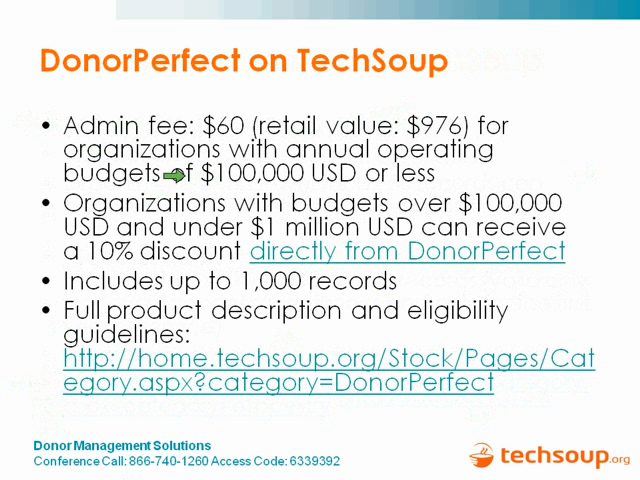 DonorPerfect on TechSoup
• Admin fee: $60 (retail value: $976) for
organizations with annual operating
budgets of $100,000 USD or less
• Organizations with budgets over $100,000
USD and under $1 million USD can receive
a 10% discount directly from DonorPerfect
• Includes up to 1,000 records
• Full product description and eligibility
guidelines:
http://home.techsoup.org/Stock/Pages/Cat
egory.aspx?category=DonorPerfect
Donor Management Solutions
Conference Call: 866-740-1260 Access Code: 6339392
techsoup.org